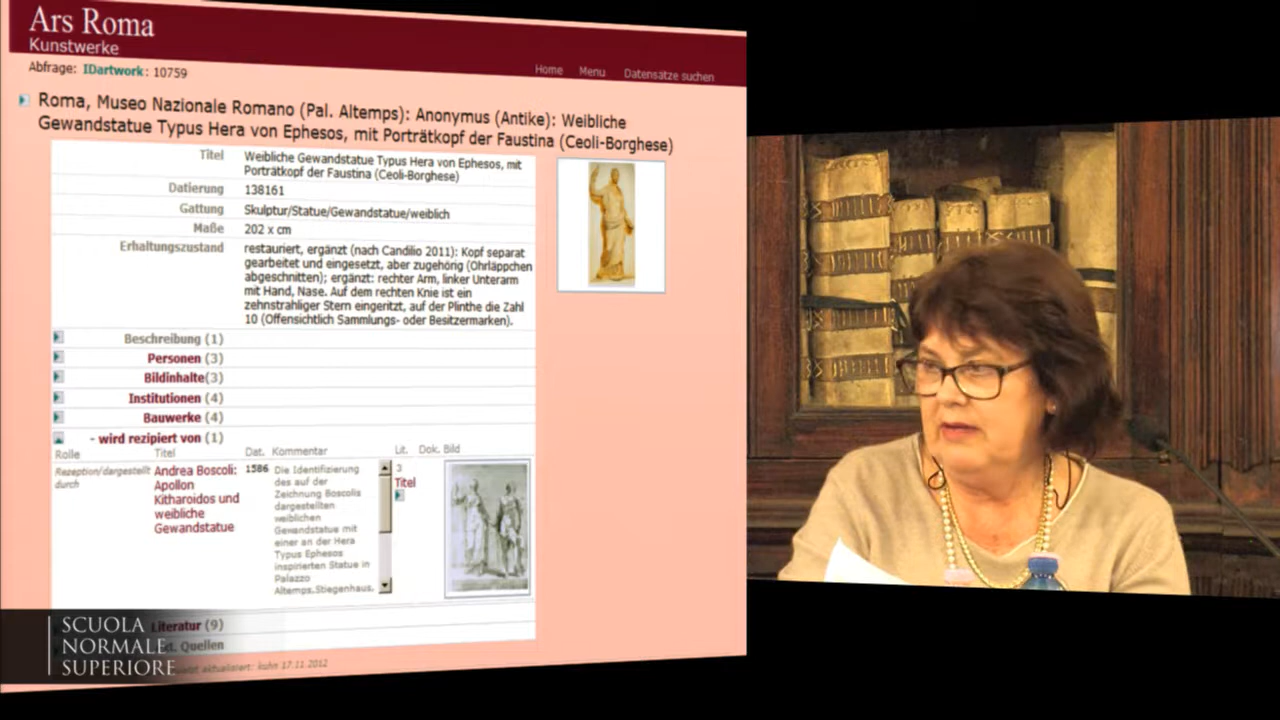 Ars Roma
Kunstwerke
Abfrage: IDartwork: 10759
Home Menu Datensätze suchen
Roma, Museo Nazionale Romano (Pal. Altemps): Anonymus (Antike): Weibliche
Gewandstatue Typus Hera von Ephesos, mit Porträtkopf der Faustina (Ceoli-Borghese)
Titel Weibliche Gewandstatue Typus Hera von Ephesos, mit
Porträtkopf der Faustina (Ceoli-Borghese)
Datierung 138161
Gattung Skulptur/Statue/Gewandstatue/weiblich
Maße 202 x cm
Erhaltungszustand restauriert, ergänzt (nach Candilio 2011): Kopf separat
gearbeitet und eingesetzt, aber zugehörig (Ohrläppchen
abgeschnitten); ergänzt: rechter Arm, linker Unterarm
mit Hand, Nase. Auf dem rechten Knie ist ein
zehnstrahliger Stern eingeritzt, auf der Plinthe die Zahl
10 (Offensichtlich Sammlungs- oder Besitzermarken).
Beschreibung (1)
Personen (3)
Bildinhalte(3)
Institutionen (4)
Bauwerke (4)
- wird rezipiert von (1)
Rolle Titel Dat. Kommentar Lit. Dok. Bild
Rezeption/dargestellt
durch
Andrea Boscoli:
Apollon
Kitharoidos und
weibliche
Gewandstatue
1586
Die Identifizierung
des auf der
Zeichnung Boscolis
dargestellten
weiblichen
Gewandstatue mit
einer an der Hera
Typus Ephesos
inspirierten Statue in
Palazzo
Altemps.Stiegenhaus,
3
Titel
Literatur (9)
Quellen
aktualisiert: kuhn 17.11.2012
SCUOLA
NORMALE
SUPERIORE